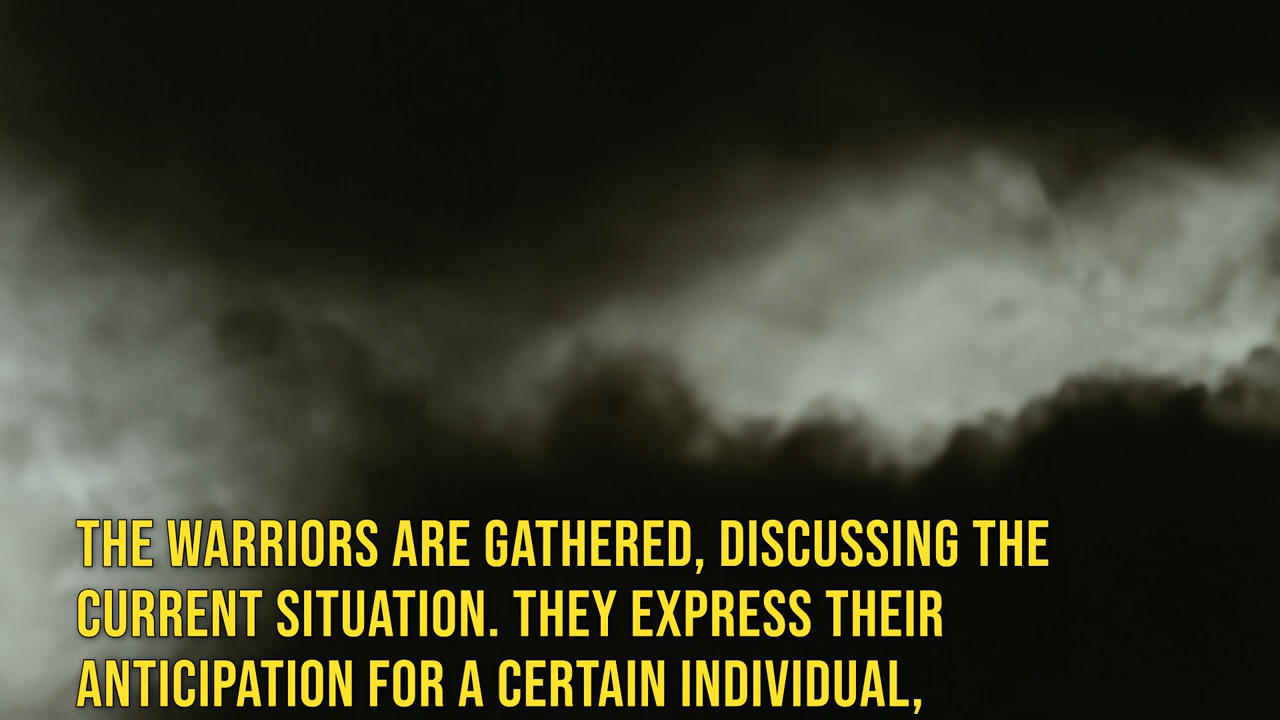 THE WARRIORS ARE GATHERED, DISCUSSING THE
CURRENT SITUATION. THEY EXPRESS THEIR
ANTICIPATION FOR A CERTAIN INDIVIDUAL,